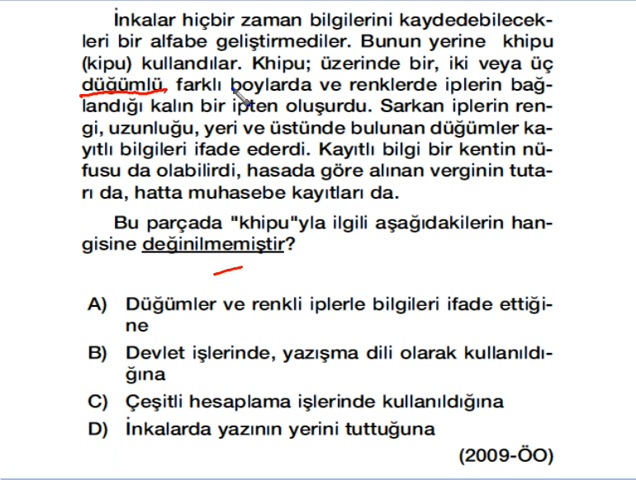 İnkalar hiçbir zaman bilgilerini kaydedebilecek-
leri bir alfabe geliştirmediler. Bunun yerine khipu
(kipu) kullandılar. Khipu; üzerinde bir, iki veya üç
düğümlü, farklı boylarda ve renklerde iplerin bağ-
landığı kalın bir ipten oluşurdu. Sarkan iplerin ren-
gi, uzunluğu, yeri ve üstünde bulunan düğümler ka-
yıtlı bilgileri ifade ederdi. Kayıtlı bilgi bir kentin nü-
fusu da olabilirdi, hasada göre alınan verginin tuta-
rı da, hatta muhasebe kayıtları da.
Bu parçada "khipu"yla ilgili aşağıdakilerin han-
gisine değinilmemiştir?
A) Düğümler ve renkli iplerle bilgileri ifade ettiği-
ne
B) Devlet işlerinde, yazışma dili olarak kullanıldı-
ğına
C) Çeşitli hesaplama işlerinde kullanıldığına
D) İnkalarda yazının yerini tuttuğuna
(2009-ÖO)